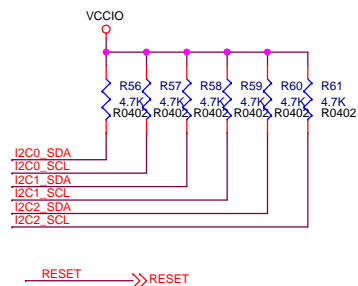 VCCIO
R56 R57 R58 R59 R60 R61
4.7K 4.7K 4.7K 4.7K 4.7K 4.7K
R0402 R0402 R0402 R0402 R0402 R0402
I2C0_SDA
I2C0_SCL
I2C1_SDA
I2C1_SCL
I2C2_SDA
I2C2_SCL
RESET RESET